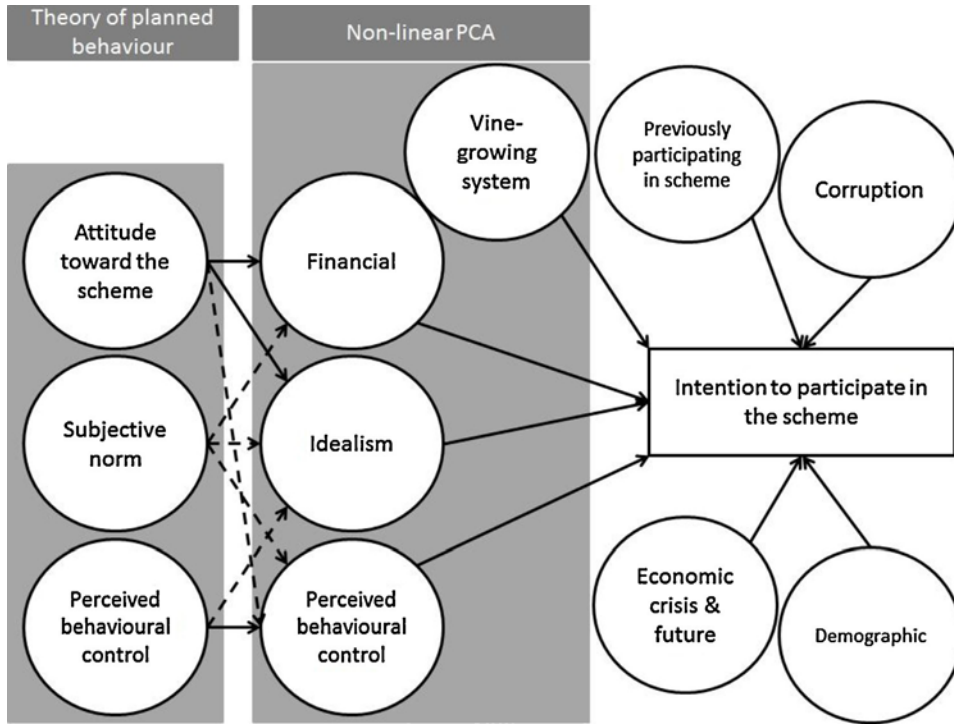 Theory of planned
behaviour
Non-linear PCA
Vine-
growing
system
Previously
participating
in scheme
Corruption
Attitude
toward the
scheme
Financial
Intention to participate in
the scheme
Subjective
norm
Idealism
Perceived
behavioural
control
Perceived
behavioural
control
Economic
crisis &
future
Demographic